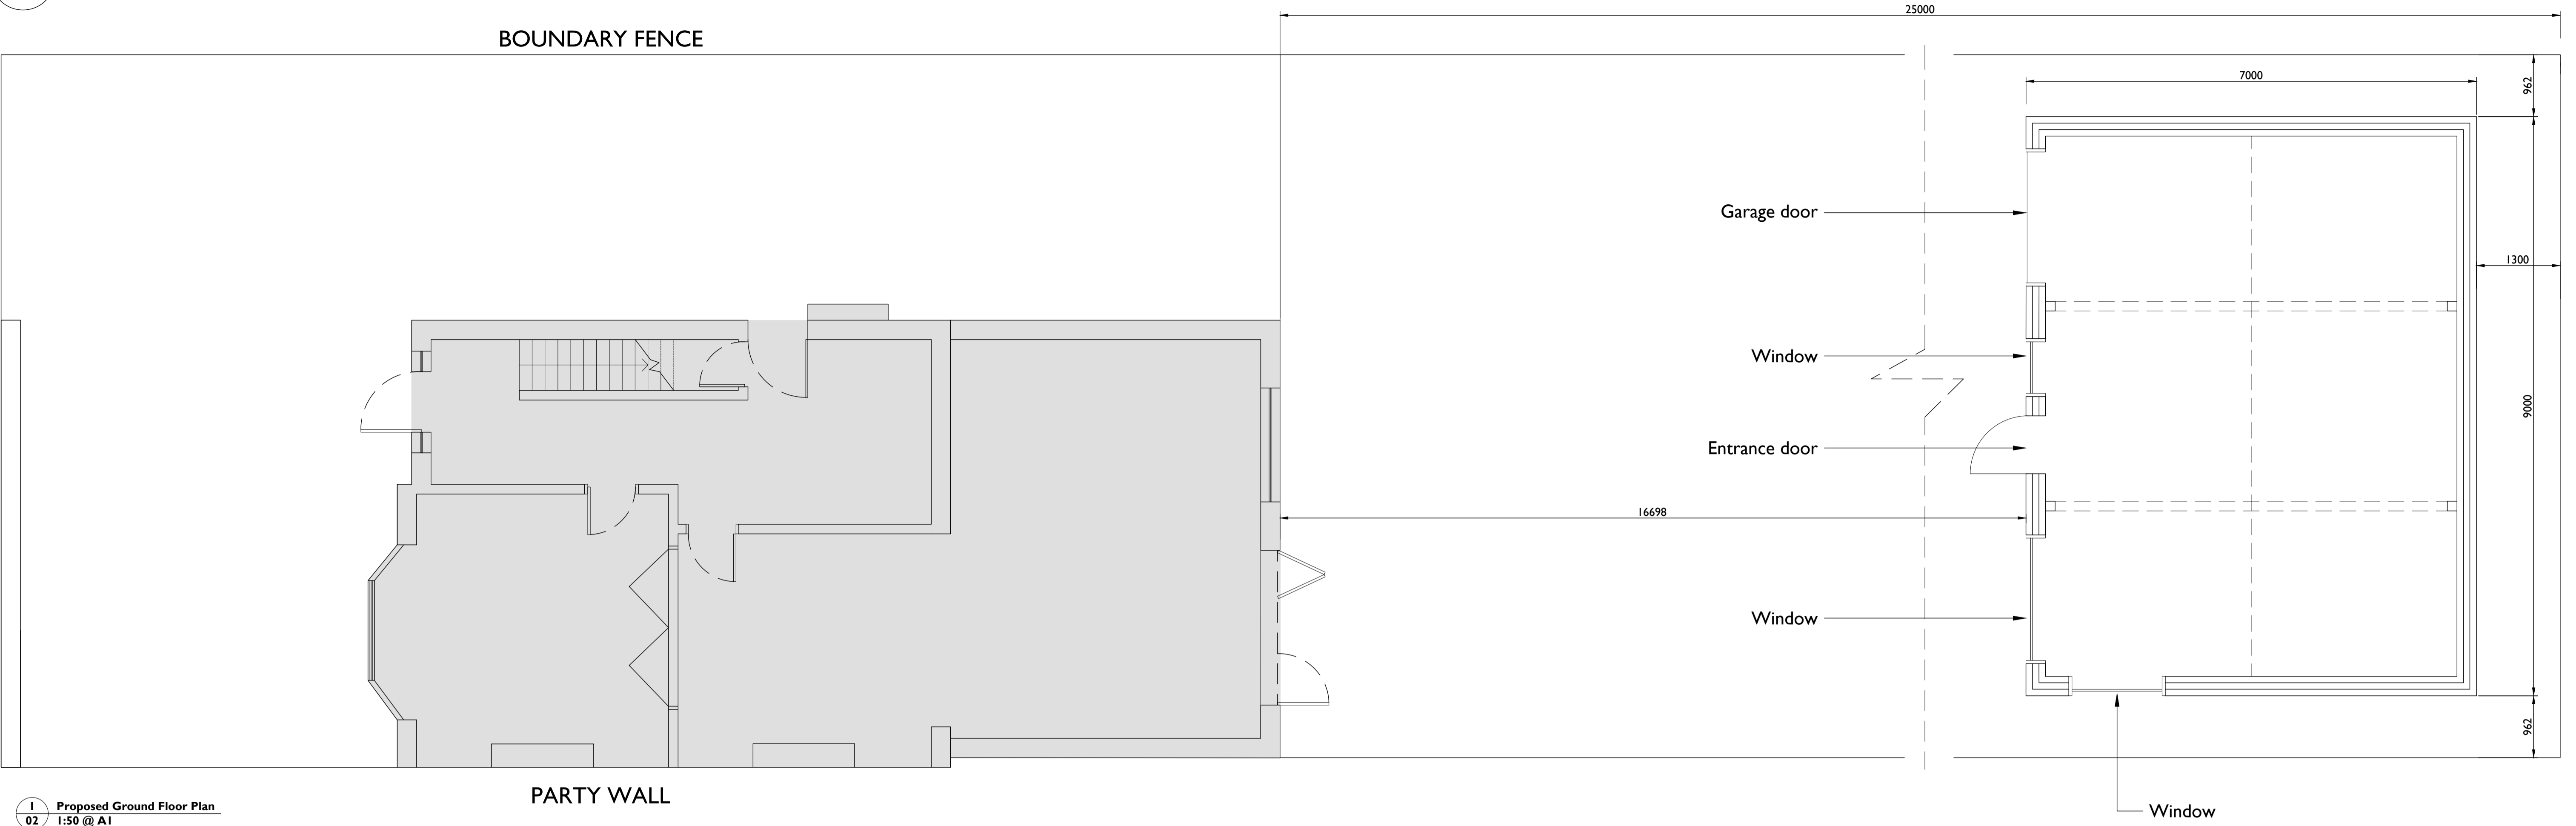 25000
BOUNDARY FENCE
7000
962
Garage door
1300
Window
9000
Entrance door
16698
Window
962
PARTY WALL
1 Proposed Ground Floor Plan
02 1:50 @ A1
Window